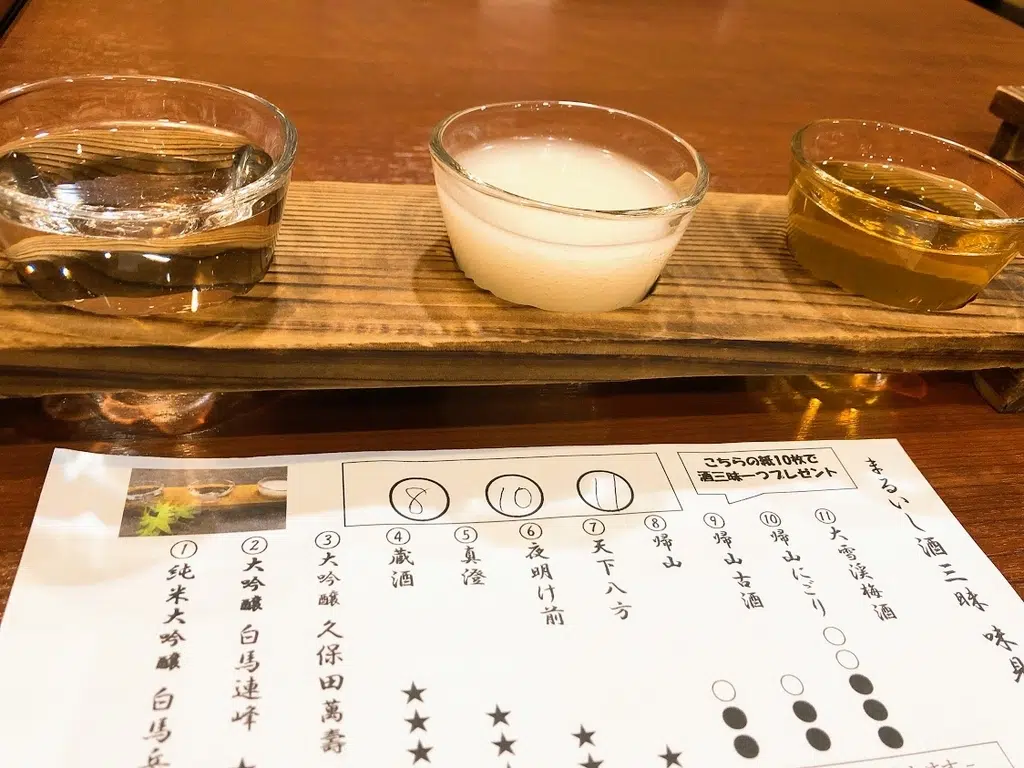 まるいし酒三昧 味見
こちらの紙10枚で
酒三昧一つプレゼント
8 10 11
⑪大雪渓梅酒
⑩帰山にごり
⑨帰山古酒
⑧帰山
⑦天下八方
⑥夜明け前
⑤真澄
④蔵酒
③大吟醸 久保田萬壽
②大吟醸 白馬連峰
①純米大吟醸 白馬岳